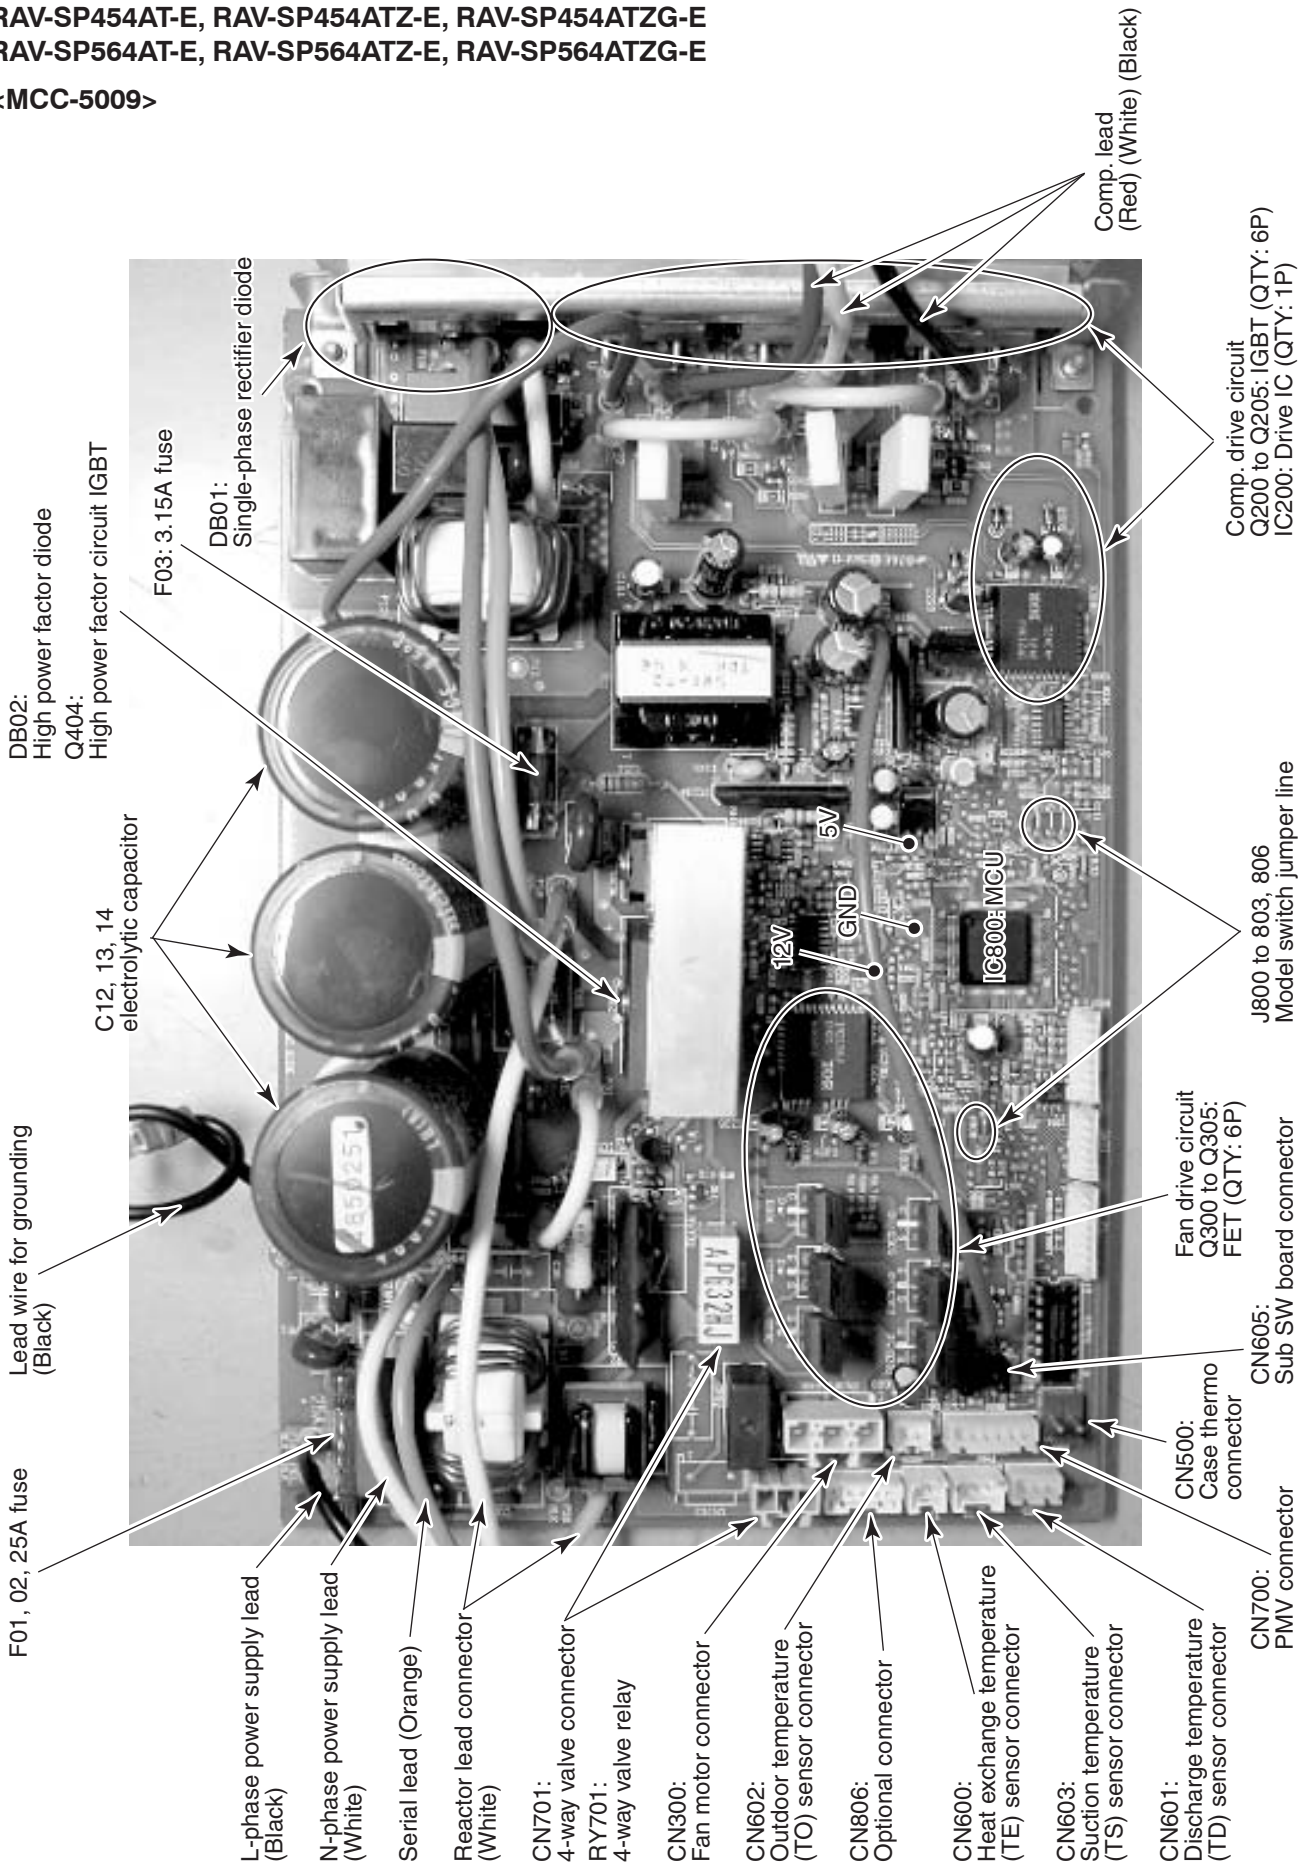 RAV-SP454AT-E, RAV-SP454ATZ-E, RAV-SP454ATZG-E
RAV-SP564AT-E, RAV-SP564ATZ-E, RAV-SP564ATZG-E
<MCC-5009>
F01, 02, 25A fuse
Lead wire for grounding
(Black)
C12, 13, 14
electrolytic capacitor
DB02:
High power factor diode
Q404:
High power factor circuit IGBT
F03: 3.15A fuse
DB01:
Single-phase rectifier diode
Comp. lead
(Red) (White) (Black)
L-phase power supply lead
(Black)
N-phase power supply lead
(White)
Serial lead (Orange)
Reactor lead connector
(White)
CN701:
4-way valve connector
RY701:
4-way valve relay
CN300:
Fan motor connector
CN602:
Outdoor temperature
(TO) sensor connector
CN806:
Optional connector
CN600:
Heat exchange temperature
(TE) sensor connector
CN603:
Suction temperature
(TS) sensor connector
CN601:
Discharge temperature
(TD) sensor connector
CN700:
PMV connector
CN500:
Case thermo
connector
CN605:
Sub SW board connector
Fan drive circuit
Q300 to Q305:
FET (QTY: 6P)
J800 to 803, 806
Model switch jumper line
Comp. drive circuit
Q200 to Q205: IGBT (QTY: 6P)
IC200: Drive IC (QTY: 1P)
12V
GND
5V
IC800: MCU